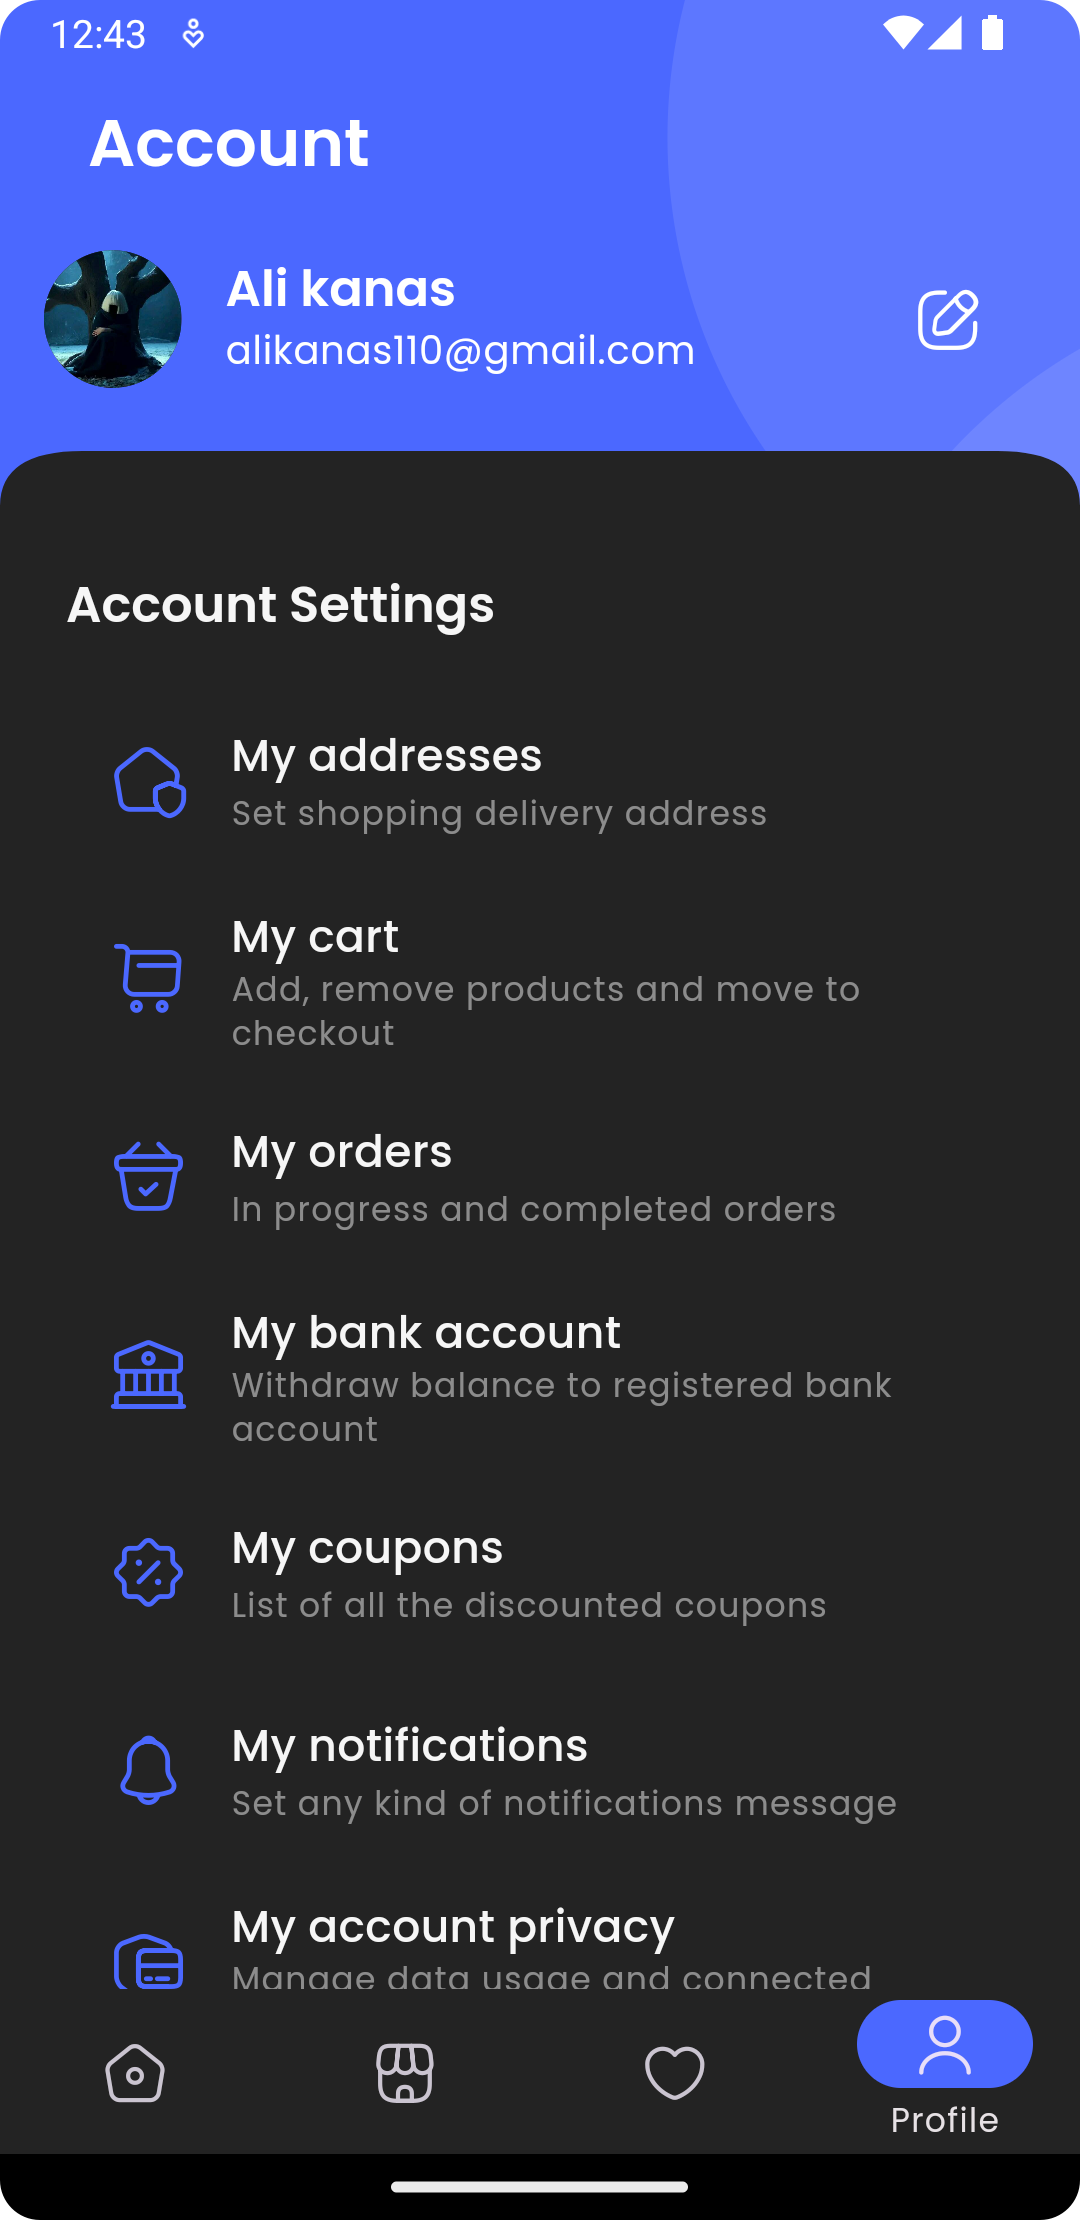 12:43
Account
Ali kanas
alikanas110@gmail.com
Account Settings
My addresses
Set shopping delivery address
My cart
Add, remove products and move to
checkout
My orders
In progress and completed orders
My bank account
Withdraw balance to registered bank
account
My coupons
List of all the discounted coupons
My notifications
Set any kind of notifications message
My account privacy
Manage data usage and connected
Profile